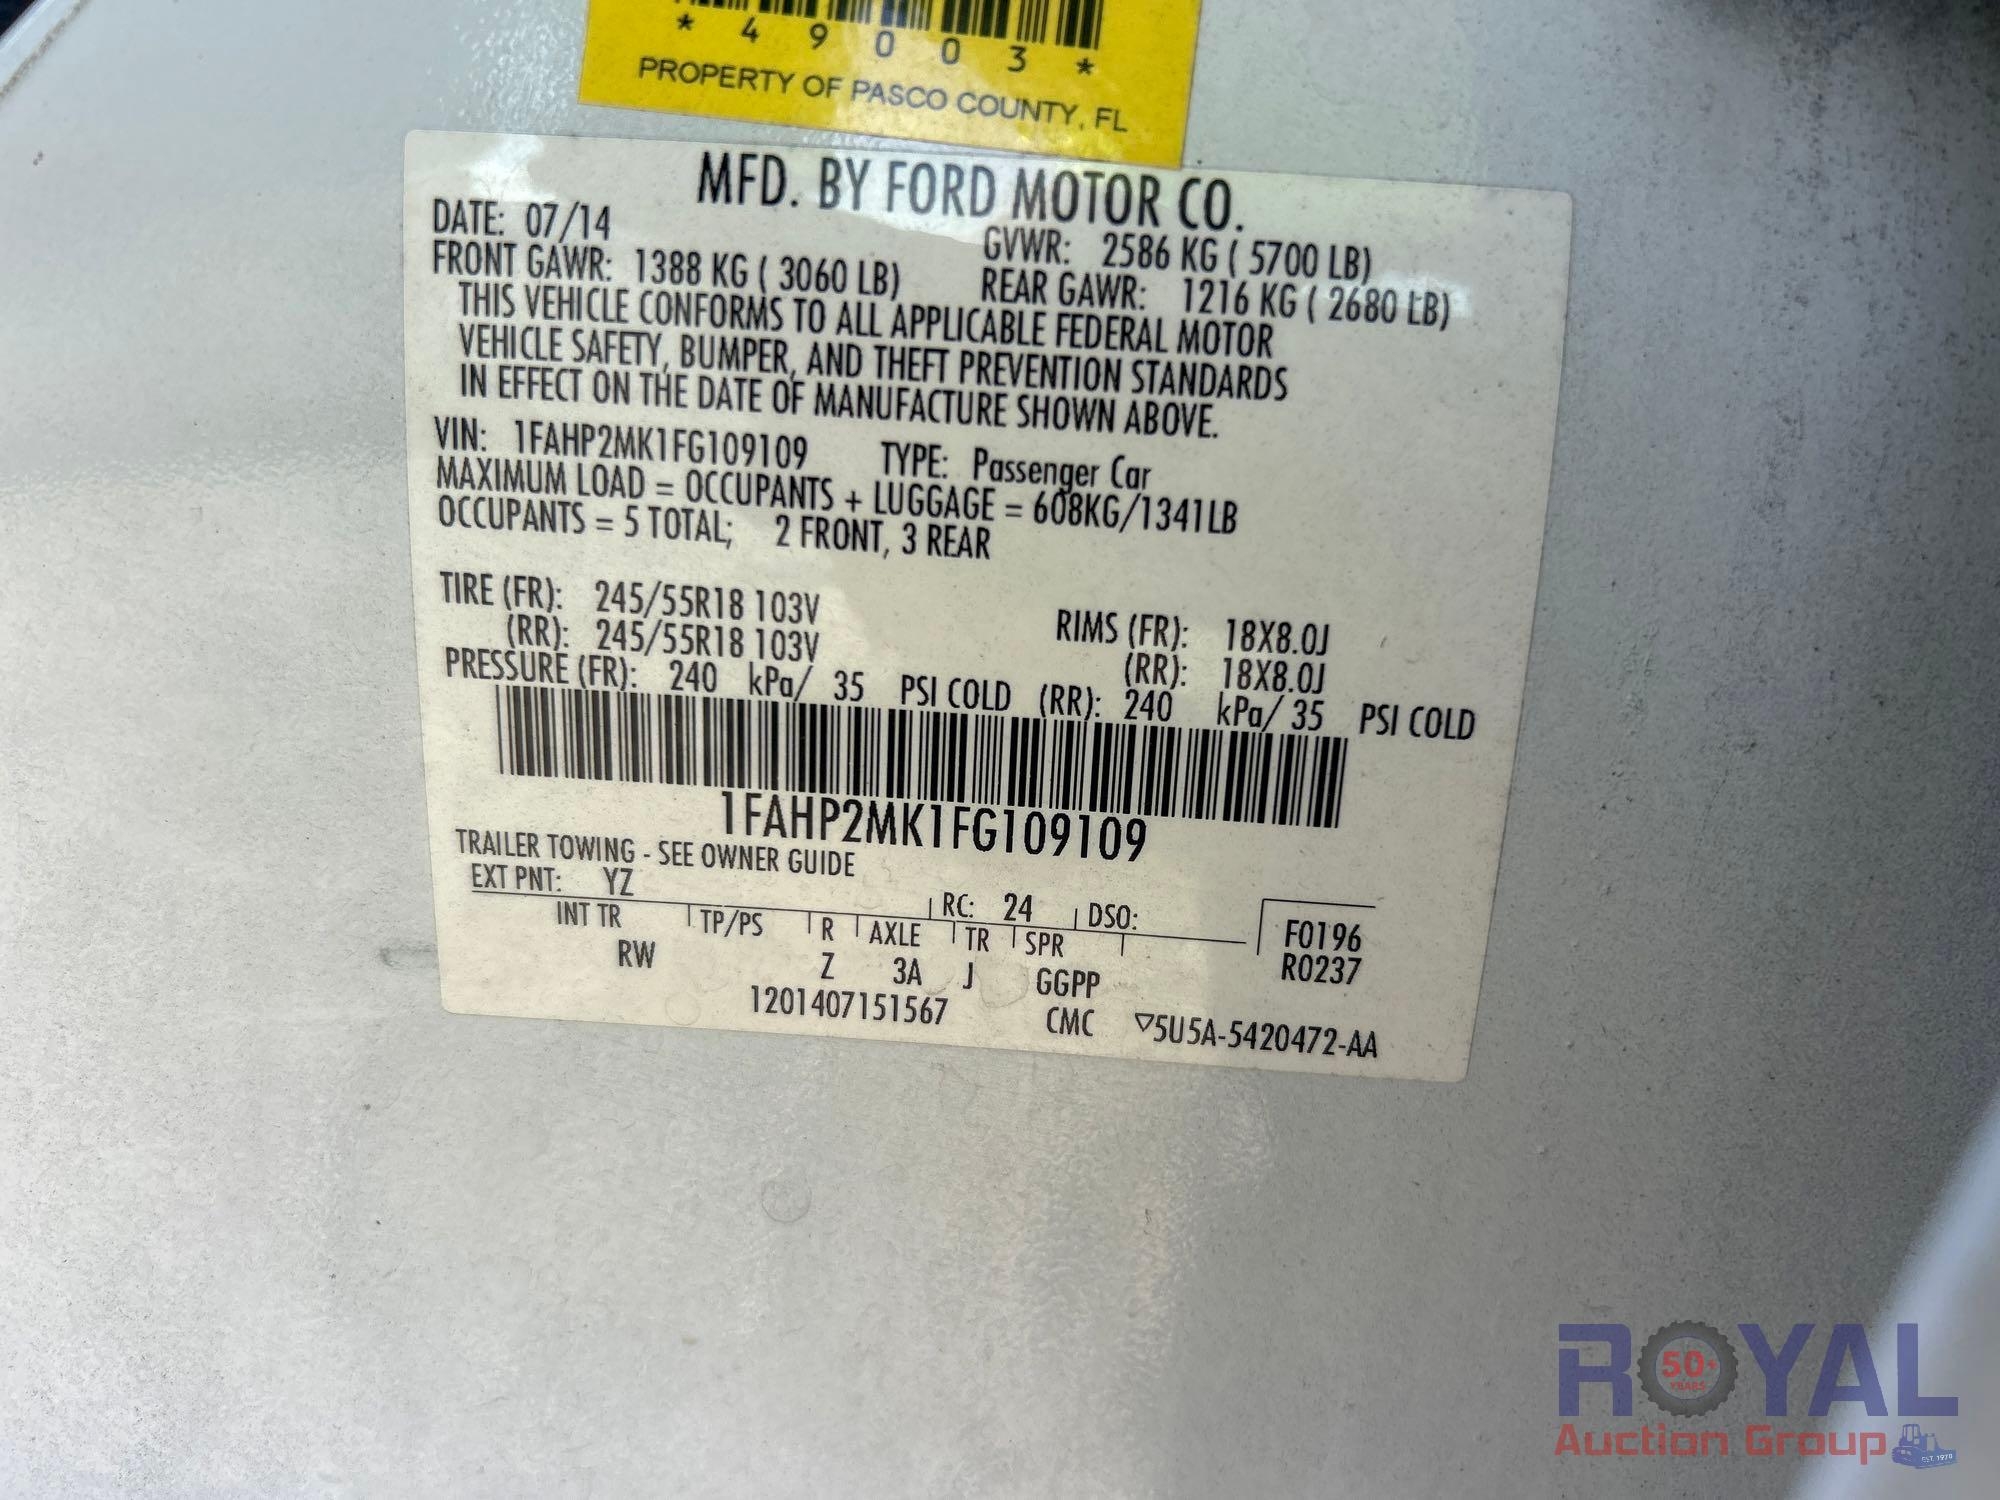 * 4 9 0 0 3 *
PROPERTY OF PASCO COUNTY, FL
MFD. BY FORD MOTOR CO.
DATE: 07/14 GVWR: 2586 KG ( 5700 LB)
FRONT GAWR: 1388 KG ( 3060 LB) REAR GAWR: 1216 KG ( 2680 LB)
THIS VEHICLE CONFORMS TO ALL APPLICABLE FEDERAL MOTOR
VEHICLE SAFETY, BUMPER, AND THEFT PREVENTION STANDARDS
IN EFFECT ON THE DATE OF MANUFACTURE SHOWN ABOVE.
VIN: 1FAHP2MK1FG109109 TYPE: Passenger Car
MAXIMUM LOAD = OCCUPANTS + LUGGAGE = 608KG/1341LB
OCCUPANTS = 5 TOTAL; 2 FRONT, 3 REAR
TIRE (FR): 245/55R18 103V RIMS (FR): 18X8.0J
(RR): 245/55R18 103V (RR): 18X8.0J
PRESSURE (FR): 240 kPa/ 35 PSI COLD (RR): 240 kPa/ 35 PSI COLD
1FAHP2MK1FG109109
TRAILER TOWING - SEE OWNER GUIDE
EXT PNT: YZ RC: 24 DSO:
INT TR TP/PS R AXLE TR SPR F0196
RW Z 3A J GGPP R0237
1201407151567 CMC ▽5U5A-5420472-AA
ROYAL
50+
YEARS
Auction Group
EST. 1970